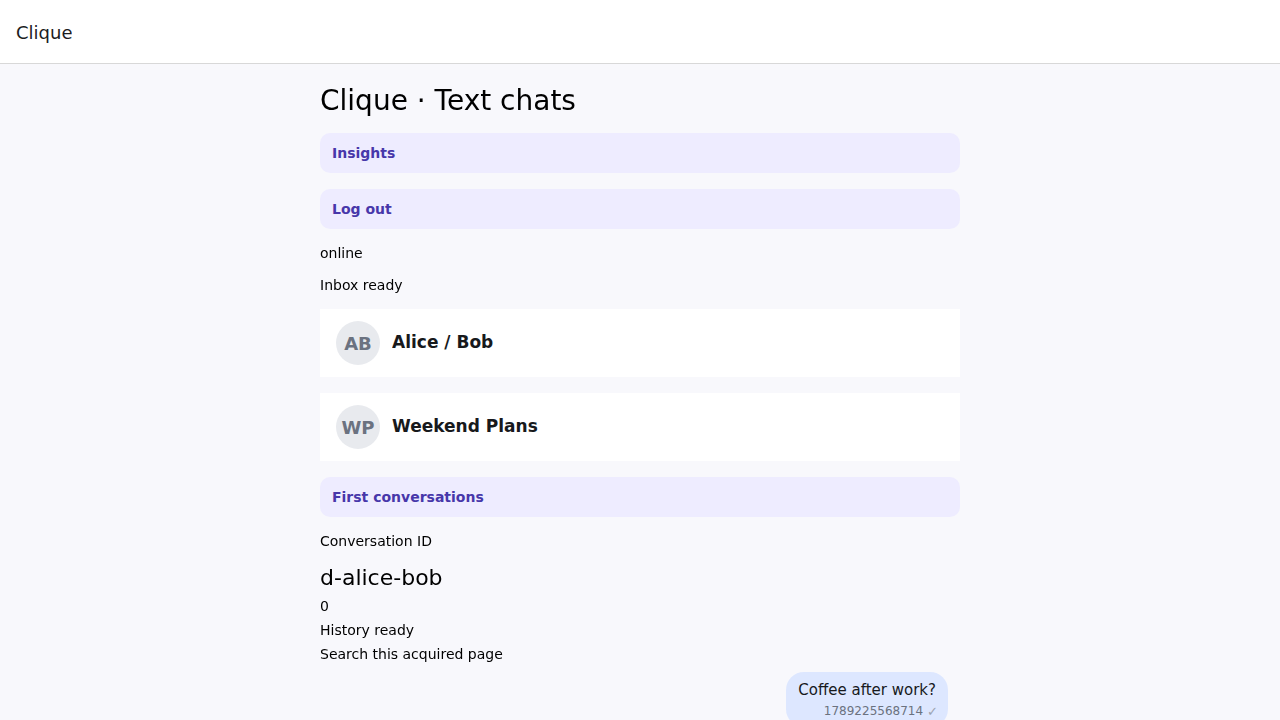 Clique
Clique · Text chats
Insights
Log out
online
Inbox ready
AB
Alice / Bob
WP
Weekend Plans
First conversations
Conversation ID
d-alice-bob
0
History ready
Search this acquired page
Coffee after work?
1789225568714 ✓